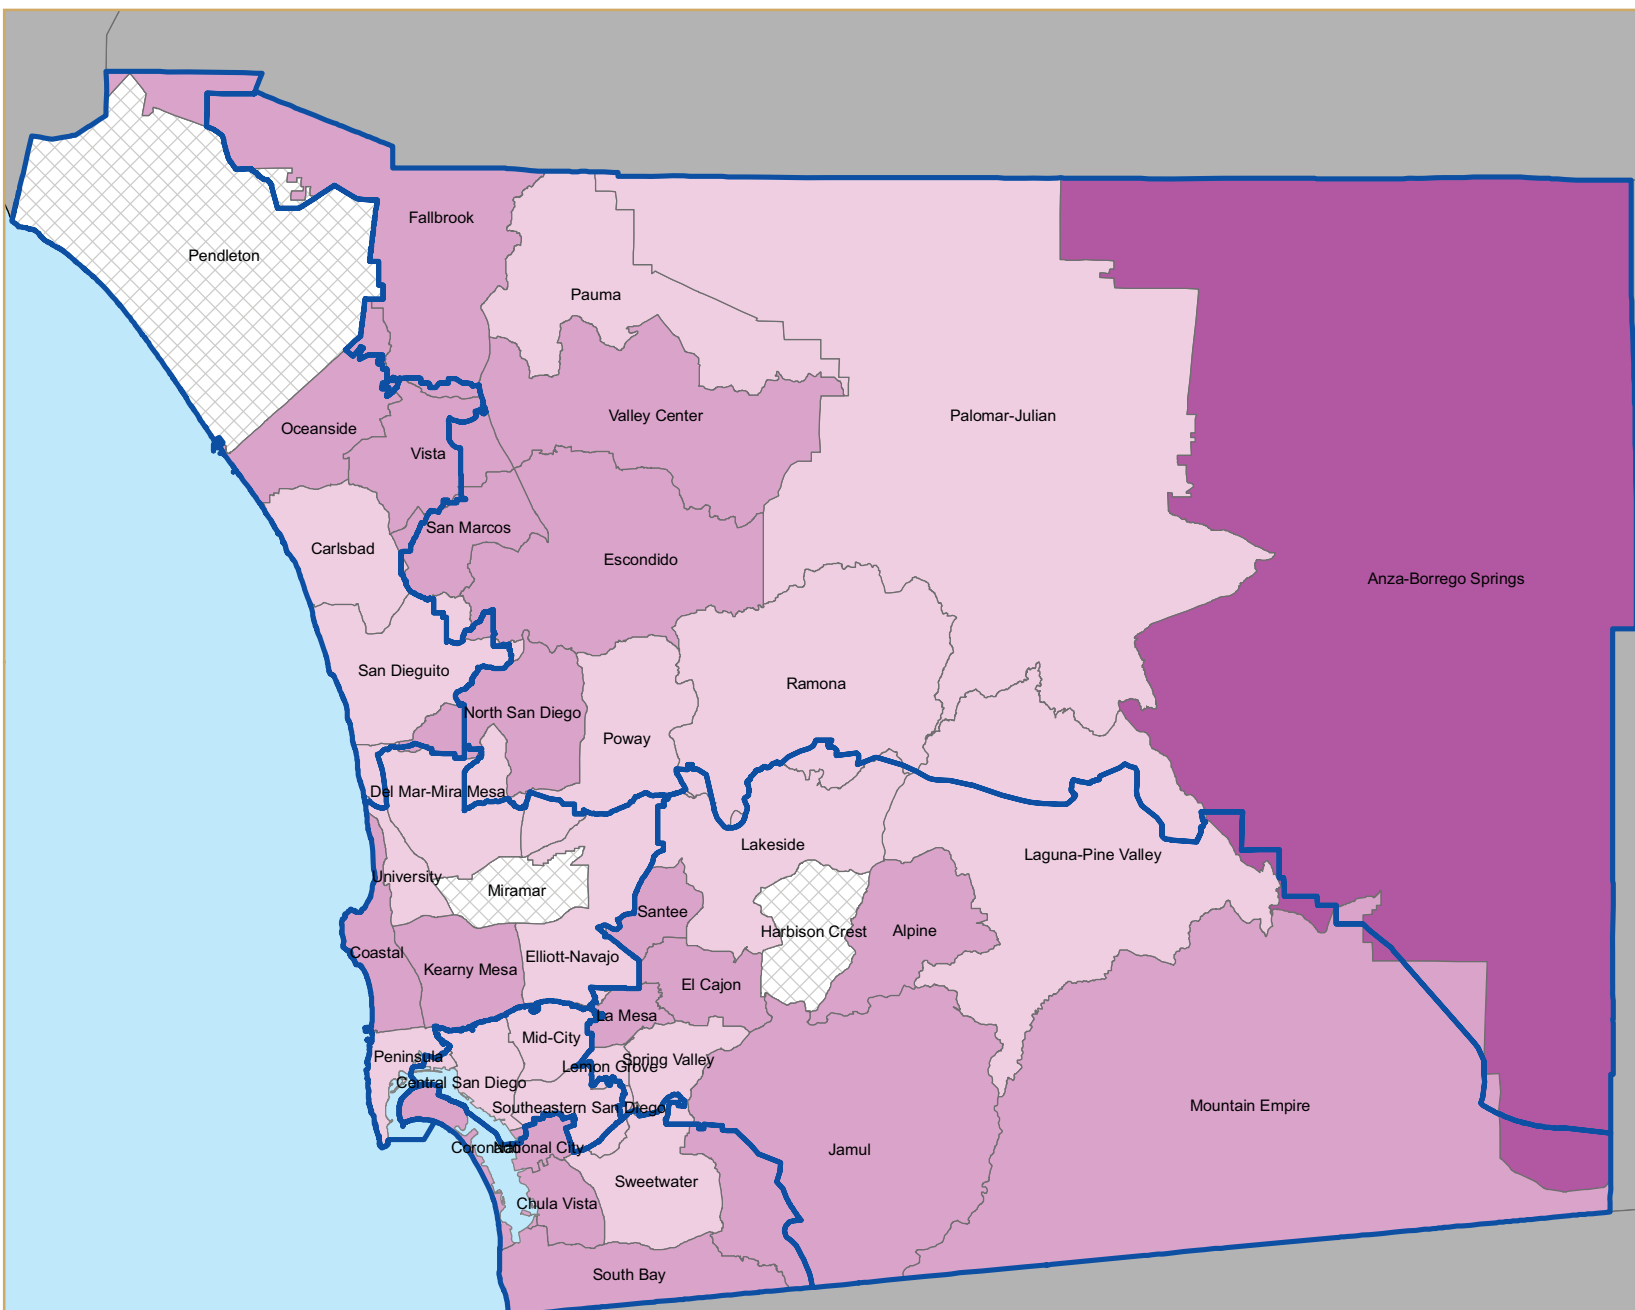 Fallbrook
Pendleton
Pauma
Valley Center
Palomar-Julian
Oceanside
Vista
San Marcos
Carlsbad
Escondido
Anza-Borrego Springs
San Dieguito
Ramona
North San Diego
Poway
Del Mar-Mira Mesa
Lakeside
Laguna-Pine Valley
University
Miramar
Santee
Harbison Crest
Alpine
Coastal
Elliott-Navajo
Kearny Mesa
El Cajon
La Mesa
Mid-City
Peninsula
Lemon Grove
Spring Valley
Central San Diego
Southeastern San Diego
Mountain Empire
Coronado
National City
Jamul
Sweetwater
Chula Vista
South Bay